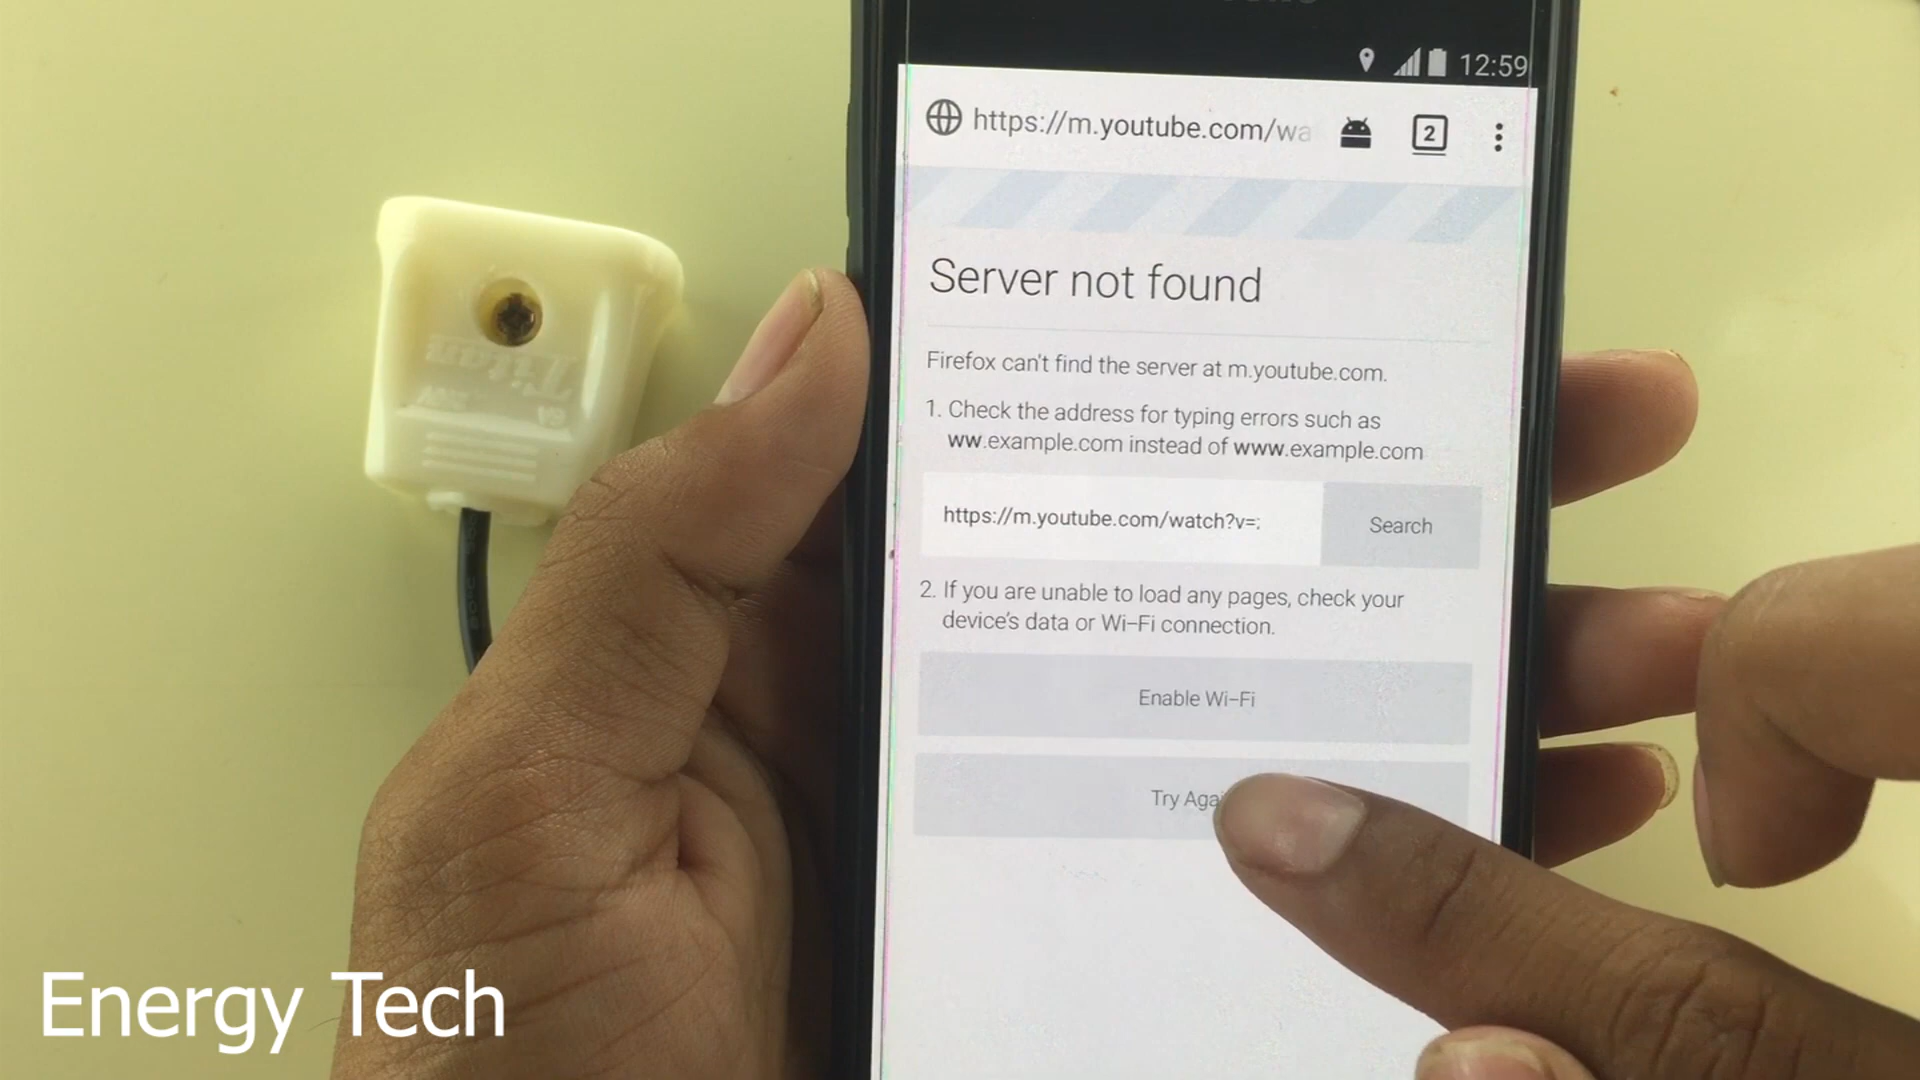 12:59
https://m.youtube.com/wa
2
Server not found
Firefox can't find the server at m.youtube.com.
1. Check the address for typing errors such as
ww.example.com instead of www.example.com
https://m.youtube.com/watch?v=
Search
2. If you are unable to load any pages, check your
device's data or Wi-Fi connection.
Enable Wi-Fi
Try Aga
Titan
6A
Energy Tech